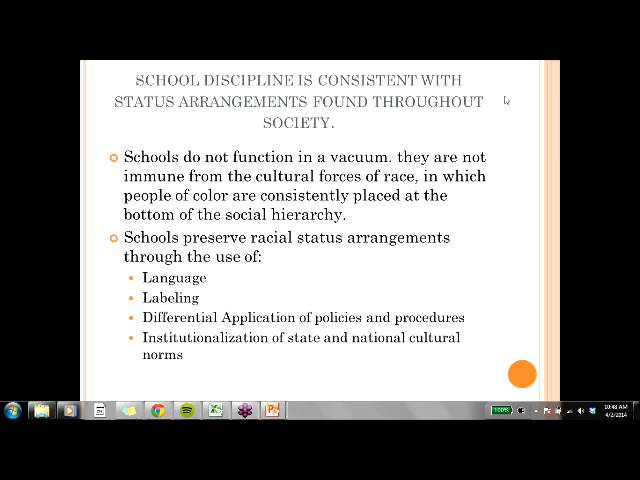 SCHOOL DISCIPLINE IS CONSISTENT WITH
STATUS ARRANGEMENTS FOUND THROUGHOUT
SOCIETY.
Schools do not function in a vacuum. they are not
immune from the cultural forces of race, in which
people of color are consistently placed at the
bottom of the social hierarchy.
Schools preserve racial status arrangements
through the use of:
Language
Labeling
Differential Application of policies and procedures
Institutionalization of state and national cultural
norms
100%
10:48 AM
4/2/2014